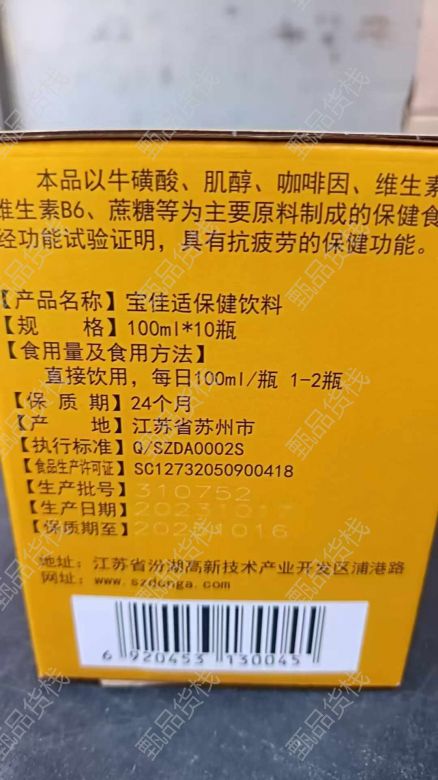 本品以牛磺酸、肌醇、咖啡因、维生素
维生素B6、蔗糖等为主要原料制成的保健食
经功能试验证明，具有抗疲劳的保健功能。
【产品名称】宝佳适保健饮料
【规 格】100ml*10瓶
【食用量及食用方法】
直接饮用，每日100ml/瓶 1-2瓶
【保 质 期】24个月
【产 地】江苏省苏州市
【执行标准】Q/SZDA0002S
【食品生产许可证】SC12732050900418
【生产批号】310752
【生产日期】20231017
【保质期至】20251016
地址：江苏省汾湖高新技术产业开发区浦港路
网址：www.szdonga.com
6 920453 130045
甄品货栈